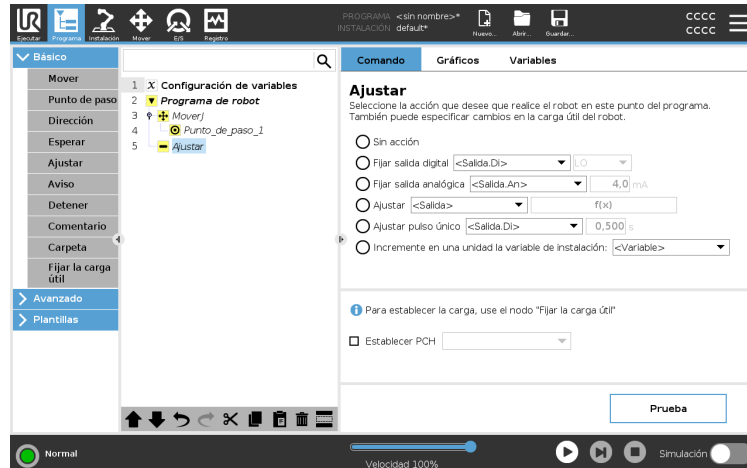 UR
PROGRAMA <sin nombre>*
INSTALACIÓN default*
CCCC
CCCC
Ejecutar Programa Instalación Mover E/S Registro
Nuevo... Abrir... Guardar...
Básico
Mover
Punto de paso
Dirección
Esperar
Ajustar
Aviso
Detener
Comentario
Carpeta
Fijar la carga
útil
Avanzado
Plantillas
1 X Configuración de variables
2 Programa de robot
3 MoverJ
4 Punto_de_paso_1
5 Ajustar
Comando Gráficos Variables
Ajustar
Seleccione la acción que desee que realice el robot en este punto del programa.
También puede especificar cambios en la carga útil del robot.
Sin acción
Fijar salida digital <Salida.Di> LO
Fijar salida analógica <Salida.An> 4,0 mA
Ajustar <Salida> f(x)
Ajustar pulso único <Salida.Di> 0,500 s
Incremente en una unidad la variable de instalación: <Variable>
Para establecer la carga, use el nodo "Fijar la carga útil"
Establecer PCH
Prueba
Normal
Velocidad 100%
Simulación